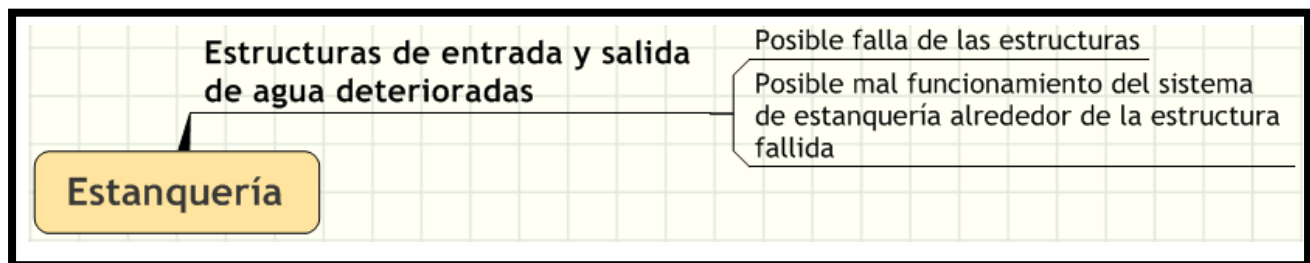 Estructuras de entrada y salida
de agua deterioradas
Posible falla de las estructuras
Posible mal funcionamiento del sistema
de estanquería alrededor de la estructura
fallida
Estanquería